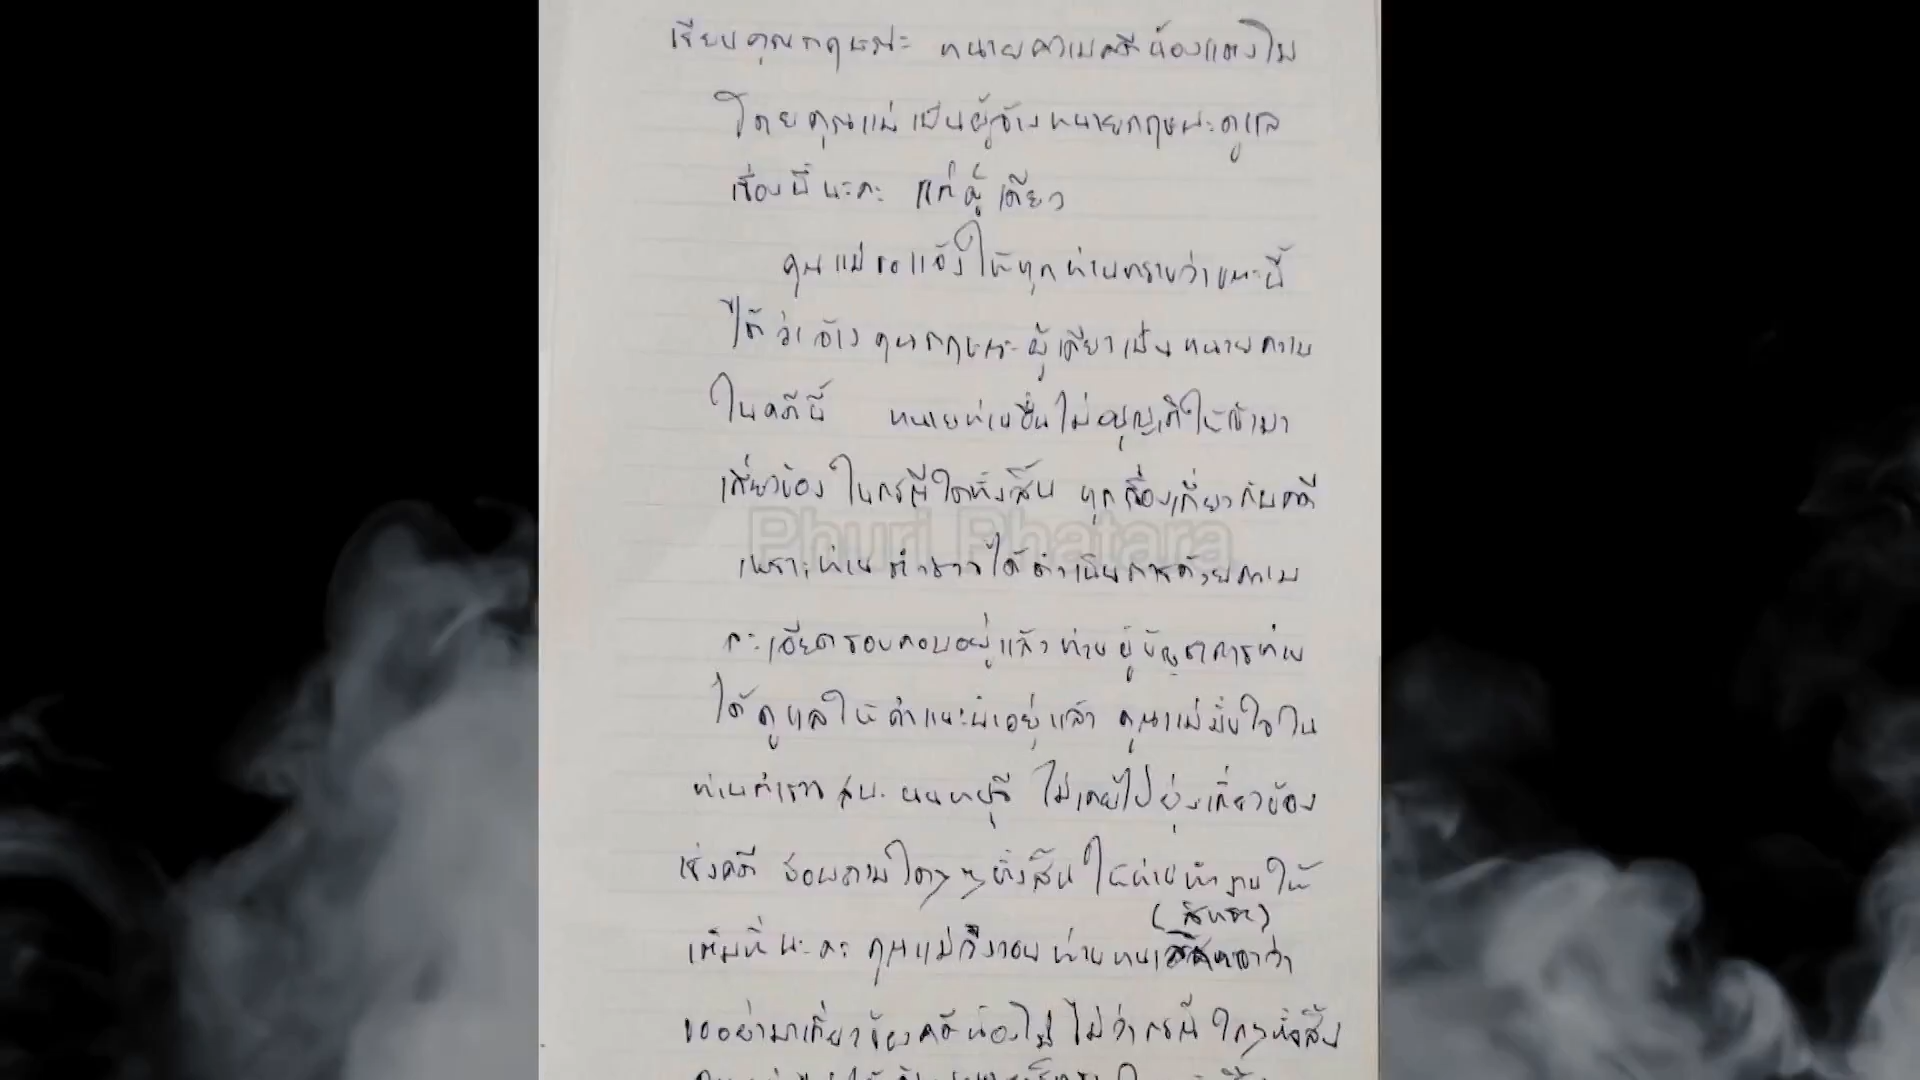 เรียนคุณกฤษณะ ทนายความคดีน้องแตงโม
โดยคุณแม่เป็นผู้จ้างทนายกฤษณะดูแล
เรื่องนี้นะคะ แต่ผู้เดียว
คุณแม่ขอแจ้งให้ทุกท่านทราบว่าขณะนี้
ได้ว่าจ้างคุณกฤษณะผู้เดียวเป็นทนายความ
ในคดีนี้ ทนายท่านอื่นไม่อนุญาติให้เข้ามา
เกี่ยวข้องในกรณีใดทั้งสิ้น ทุกเรื่องเกี่ยวกับคดี
Phuri Phatara
เพราะท่านตำรวจได้ดำเนินการด้วยความ
ละเอียดรอบคอบอยู่แล้ว ท่านผู้บัญชาการท่าน
ได้ดูแลให้คำแนะนำอยู่แล้ว คุณแม่มั่นใจใน
ท่านตำรวจ สน. นนทบุรี ไม่เคยไปยุ่งเกี่ยวข้อง
เรื่องคดี สอบถามใดๆ ทั้งสิ้น ให้ท่านทำงานให้
(สิทธา)
เต็มที่นะคะ คุณแม่จึงขอบท่านทนาย ว่า
ขออย่ามาเกี่ยวข้องคดีน้องโม ไม่ว่ากรณีใดๆทั้งสิ้น